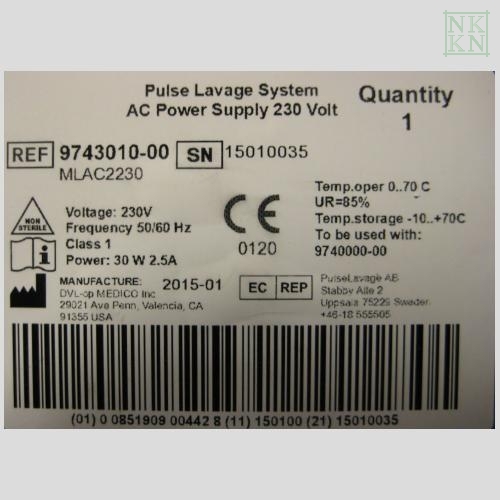 NK
KN
Pulse Lavage System
AC Power Supply 230 Volt
Quantity
1
REF 9743010-00 SN 15010035
MLAC2230
NON
STERILE
Voltage: 230V
Frequency 50/60 Hz
Class 1
Power: 30 W 2.5A
CE
0120
Temp.oper 0..70 C
UR=85%
Temp.storage -10..+70C
To be used with:
9740000-00
MANUFACTURE: 2015-01
DVL-op MEDICO Inc
29021 Ave Penn, Valencia, CA
91355 USA
EC REP
PulseLavage AB
Stabby Alle 2
Uppsala 75229 Sweden
+46-18 555505
(01) 0 0851909 00442 8 (11) 150100 (21) 15010035